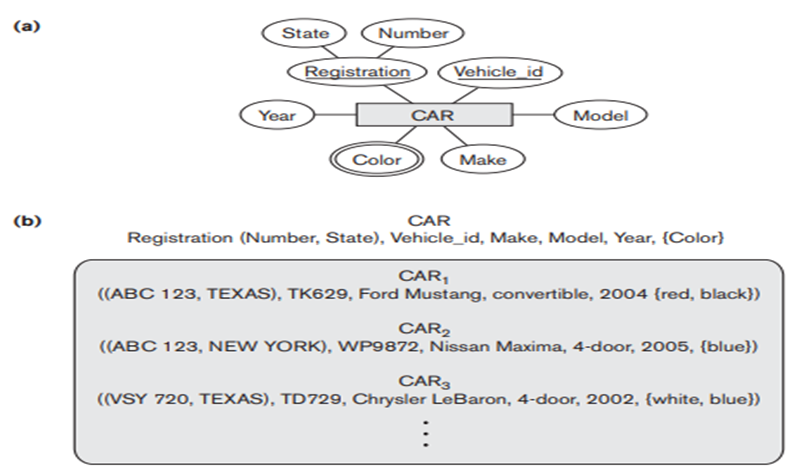 (a)
State Number
Registration Vehicle_id
Year CAR Model
Color Make
(b)
CAR
Registration (Number, State), Vehicle_id, Make, Model, Year, {Color}
CAR₁
((ABC 123, TEXAS), TK629, Ford Mustang, convertible, 2004 {red, black})
CAR₂
((ABC 123, NEW YORK), WP9872, Nissan Maxima, 4-door, 2005, {blue})
CAR₃
((VSY 720, TEXAS), TD729, Chrysler LeBaron, 4-door, 2002, {white, blue})